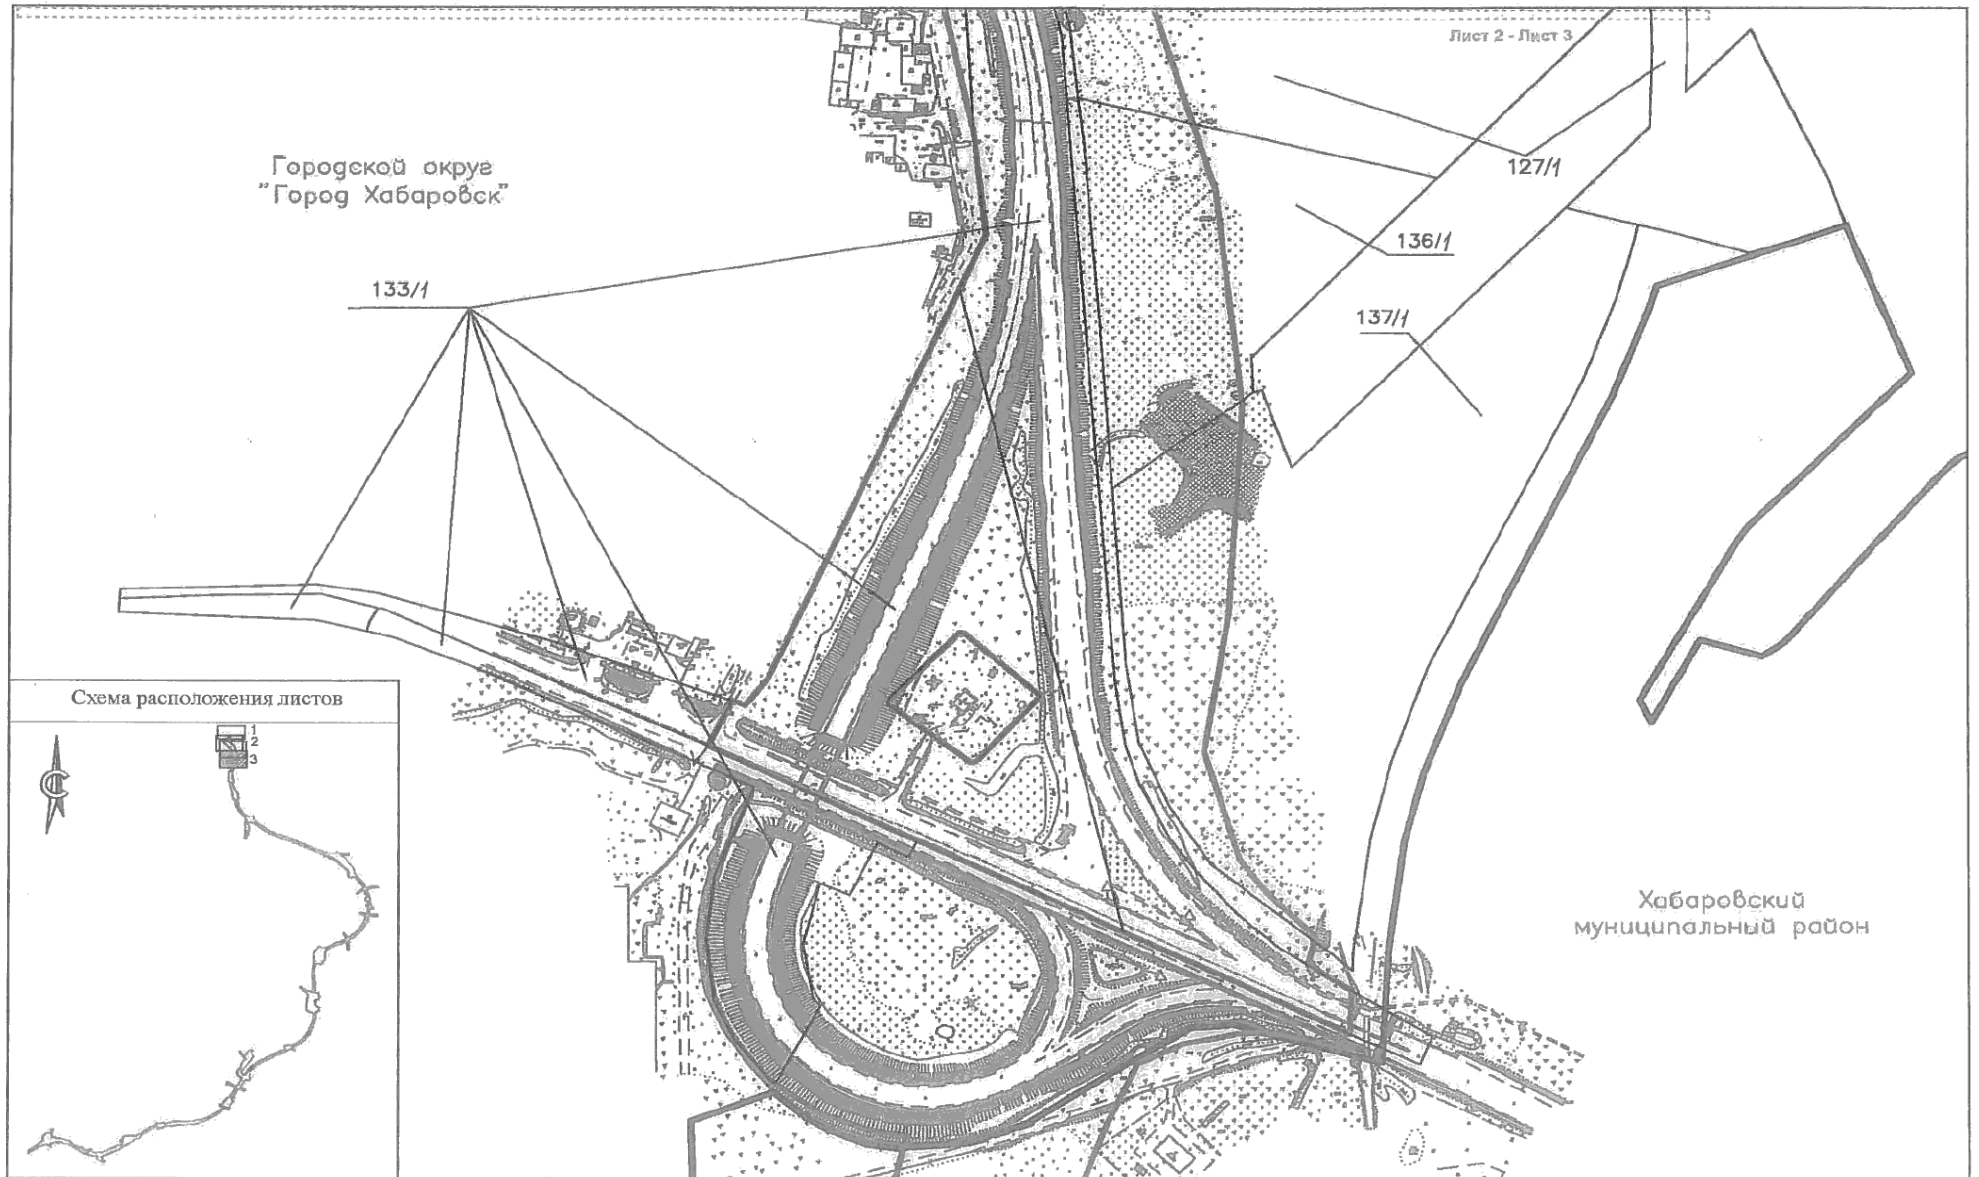 Лист 2 - Лист 3
Городской округ
"Город Хабаровск"
127/1
136/1
133/1
137/1
Схема расположения листов
1
2
3
С
Хабаровский
муниципальный район